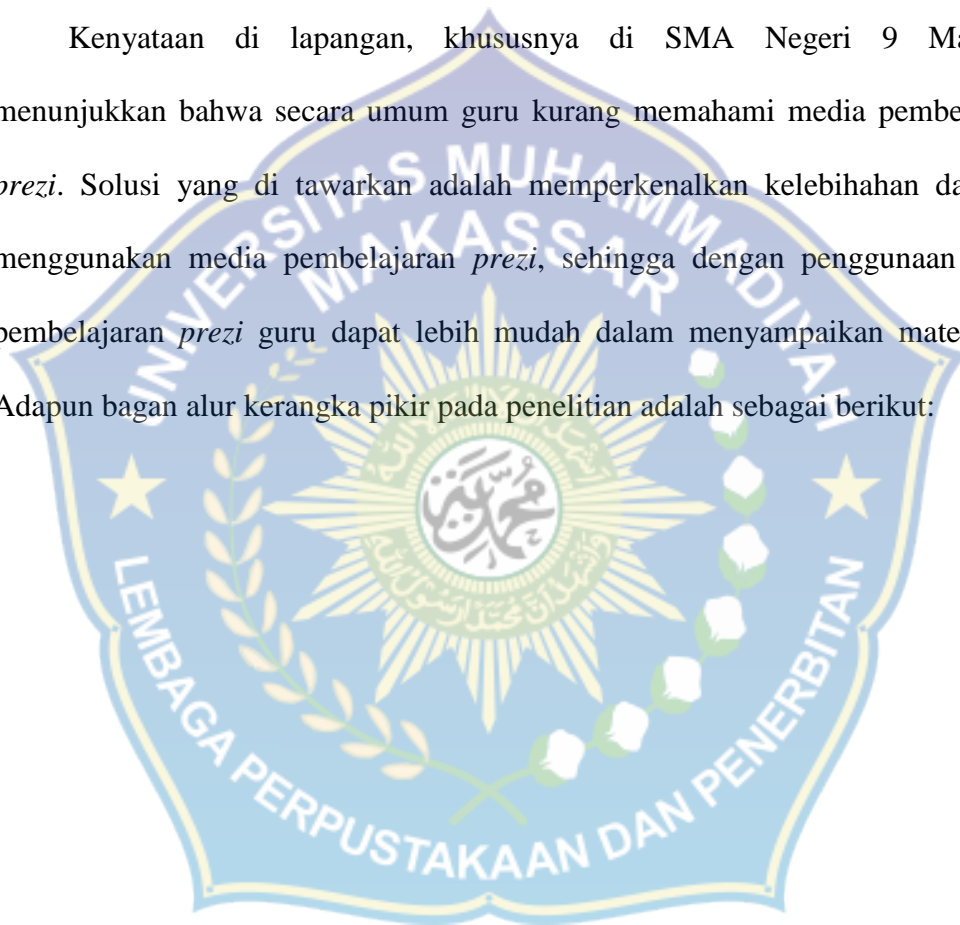 Kenyataan di lapangan, khususnya di SMA Negeri 9 Ma
menunjukkan bahwa secara umum guru kurang memahami media pembe
prezi. Solusi yang di tawarkan adalah memperkenalkan kelebihahan da
menggunakan media pembelajaran prezi, sehingga dengan penggunaan
pembelajaran prezi guru dapat lebih mudah dalam menyampaikan mate
Adapun bagan alur kerangka pikir pada penelitian adalah sebagai berikut:
UNIVERSITAS MUHAMMADIYAH
MAKASSAR
محمدية
LEMBAGA PERPUSTAKAAN DAN PENERBITAN